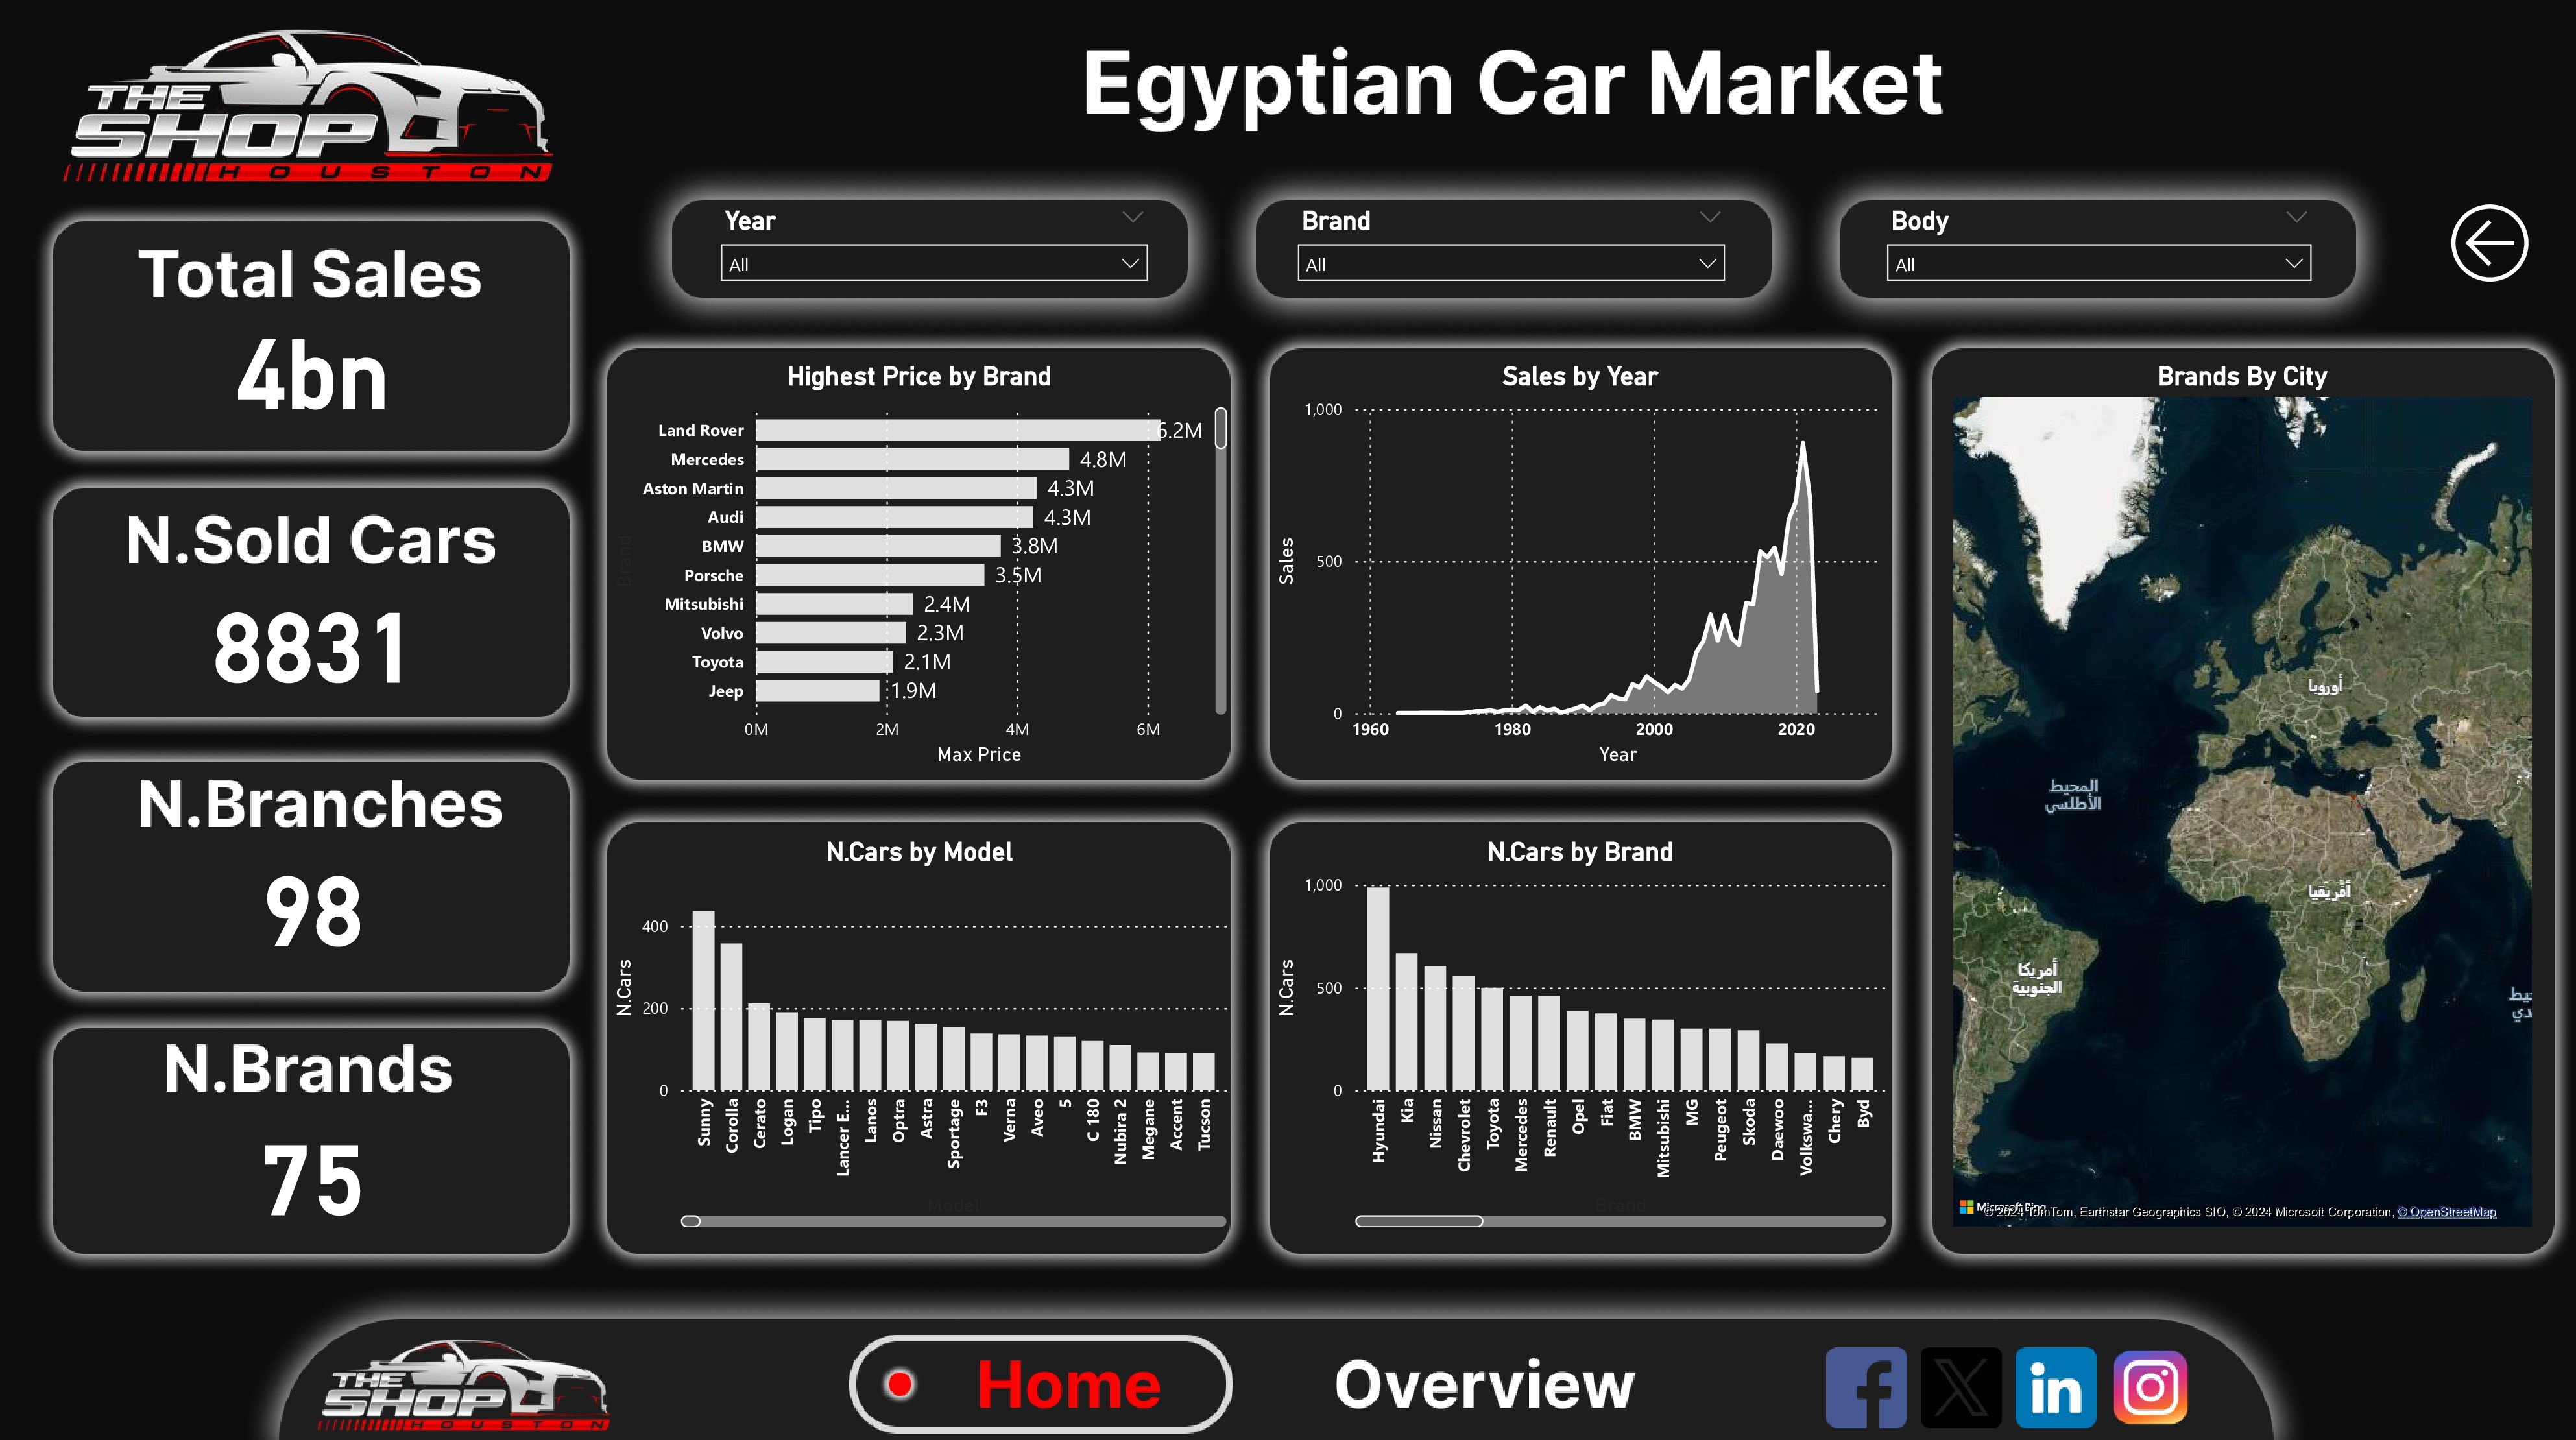 THE
SHOP
HOUSTON
Egyptian Car Market
Year
All
Brand
All
Body
All
Total Sales
4bn
N.Sold Cars
8831
N.Branches
98
N.Brands
75
Highest Price by Brand
Brand
Land Rover 6.2M
Mercedes 4.8M
Aston Martin 4.3M
Audi 4.3M
BMW 3.8M
Porsche 3.5M
Mitsubishi 2.4M
Volvo 2.3M
Toyota 2.1M
Jeep 1.9M
0M 2M 4M 6M
Max Price
Sales by Year
Sales
1,000
500
0
1960 1980 2000 2020
Year
N.Cars by Model
N.Cars
400
200
0
Sunny
Corolla
Cerato
Logan
Tipo
Lancer E...
Lanos
Optra
Astra
Sportage
F3
Verna
Aveo
5
C 180
Nubira 2
Megane
Accent
Tucson
Model
N.Cars by Brand
N.Cars
1,000
500
0
Hyundai
Kia
Nissan
Chevrolet
Toyota
Mercedes
Renault
Opel
Fiat
BMW
Mitsubishi
MG
Peugeot
Skoda
Daewoo
Volkswa...
Chery
Byd
Brand
Brands By City
أوروبا
المحيط
الأطلسي
أفريقيا
أمريكا
الجنوبية
Microsoft Bing
© 2024 TomTom, Earthstar Geographics SIO, © 2024 Microsoft Corporation, © OpenStreetMap
THE
SHOP
HOUSTON
Home
Overview